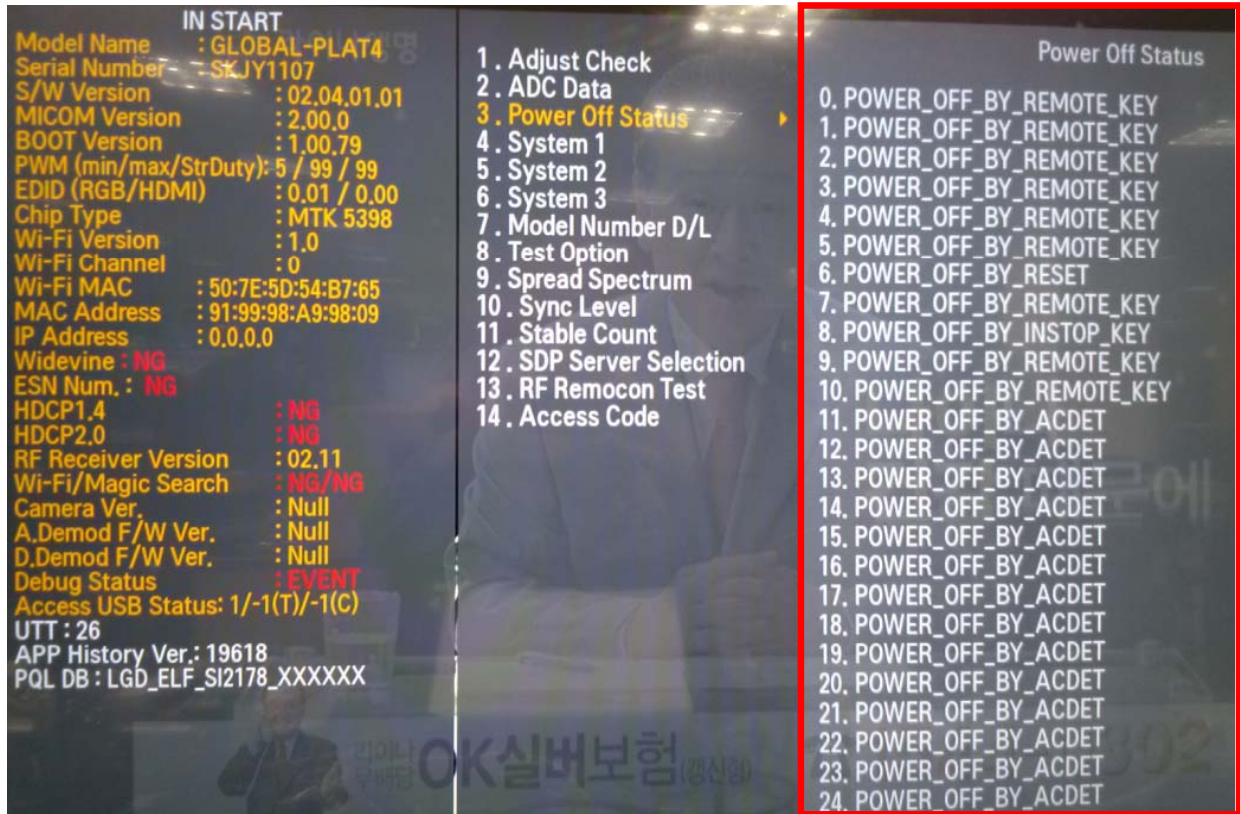 IN START
Model Name : GLOBAL-PLAT4
Serial Number : SKJY1107
S/W Version : 02.04.01.01
MICOM Version : 2.00.0
BOOT Version : 1.00.79
PWM (min/max/StrDuty): 5 / 99 / 99
EDID (RGB/HDMI) : 0.01 / 0.00
Chip Type : MTK 5398
Wi-Fi Version : 1.0
Wi-Fi Channel : 0
Wi-Fi MAC : 50:7E:5D:54:B7:65
MAC Address : 91:99:98:A9:98:09
IP Address : 0.0.0.0
Widevine : NG
ESN Num. : NG
HDCP1.4 : NG
HDCP2.0 : NG
RF Receiver Version : 02.11
Wi-Fi/Magic Search : NG/NG
Camera Ver. : Null
A.Demod F/W Ver. : Null
D.Demod F/W Ver. : Null
Debug Status : EVENT
Access USB Status: 1/-1(T)/-1(C)
UTT : 26
APP History Ver.: 19618
PQL DB : LGD_ELF_SI2178_XXXXXX
1 . Adjust Check
2 . ADC Data
3 . Power Off Status
4 . System 1
5 . System 2
6 . System 3
7 . Model Number D/L
8 . Test Option
9 . Spread Spectrum
10 . Sync Level
11 . Stable Count
12 . SDP Server Selection
13 . RF Remocon Test
14 . Access Code
Power Off Status
0. POWER_OFF_BY_REMOTE_KEY
1. POWER_OFF_BY_REMOTE_KEY
2. POWER_OFF_BY_REMOTE_KEY
3. POWER_OFF_BY_REMOTE_KEY
4. POWER_OFF_BY_REMOTE_KEY
5. POWER_OFF_BY_REMOTE_KEY
6. POWER_OFF_BY_RESET
7. POWER_OFF_BY_REMOTE_KEY
8. POWER_OFF_BY_INSTOP_KEY
9. POWER_OFF_BY_REMOTE_KEY
10. POWER_OFF_BY_REMOTE_KEY
11. POWER_OFF_BY_ACDET
12. POWER_OFF_BY_ACDET
13. POWER_OFF_BY_ACDET
14. POWER_OFF_BY_ACDET
15. POWER_OFF_BY_ACDET
16. POWER_OFF_BY_ACDET
17. POWER_OFF_BY_ACDET
18. POWER_OFF_BY_ACDET
19. POWER_OFF_BY_ACDET
20. POWER_OFF_BY_ACDET
21. POWER_OFF_BY_ACDET
22. POWER_OFF_BY_ACDET
23. POWER_OFF_BY_ACDET
24. POWER_OFF_BY_ACDET
OK실버보험(갱신형)